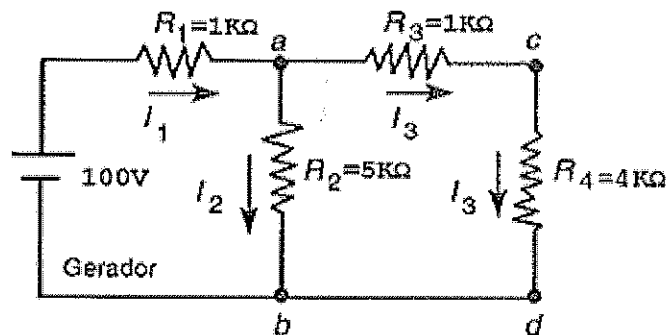 R1=1KΩ
a
R3=1KΩ
c
I1
I3
100V
I2
R2=5KΩ
I3
R4=4KΩ
Gerador
b
d